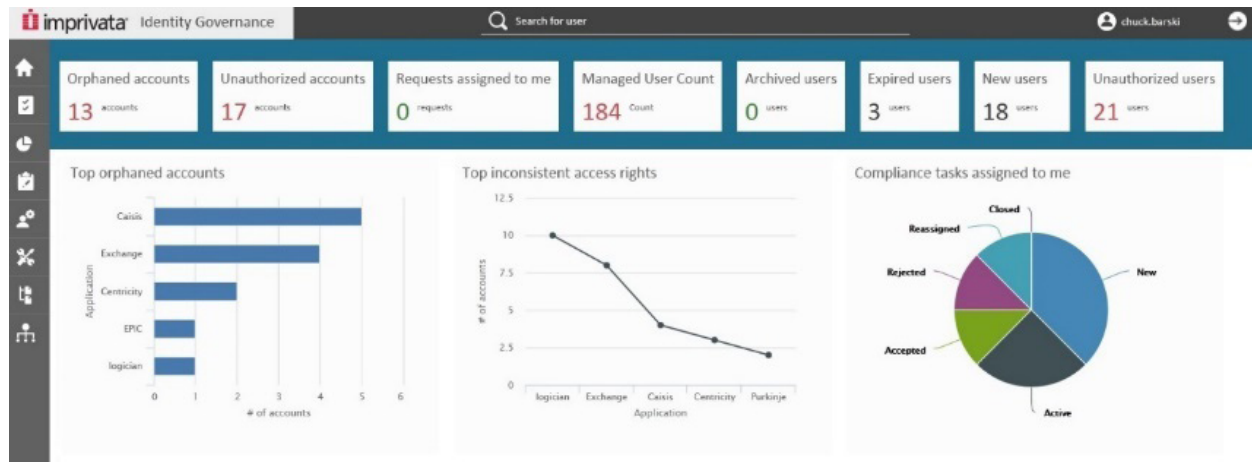 imprivata Identity Governance
Search for user
chuck.barski
Orphaned accounts
13 accounts
Unauthorized accounts
17 accounts
Requests assigned to me
0 requests
Managed User Count
184 Count
Archived users
0 users
Expired users
3 users
New users
18 users
Unauthorized users
21 users
Top orphaned accounts
Application
Caisis
Exchange
Centricity
EPIC
logician
0 1 2 3 4 5 6
# of accounts
Top inconsistent access rights
# of accounts
12.5
10
7.5
5
2.5
0
logician Exchange Caisis Centricity Purkinje
Application
Compliance tasks assigned to me
Closed
Reassigned
New
Rejected
Accepted
Active